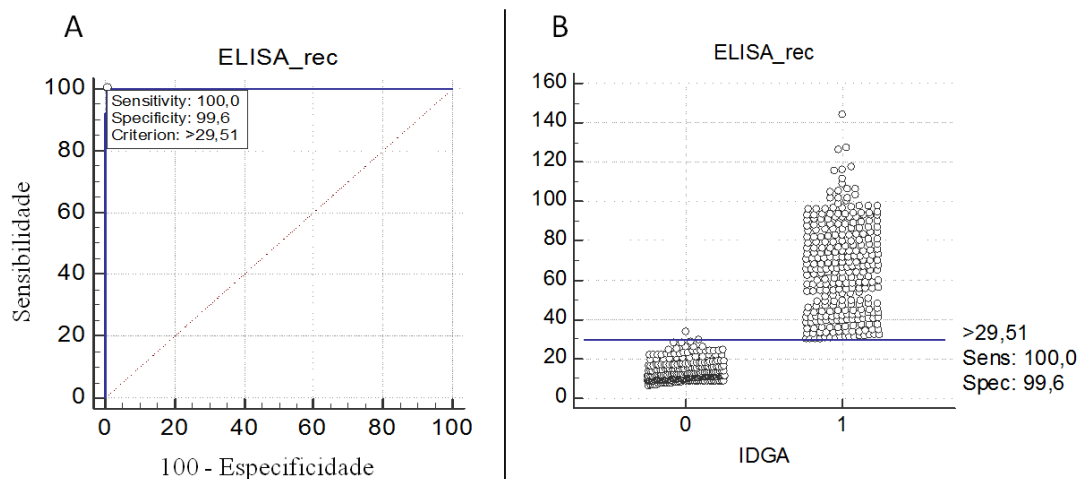 A
ELISA_rec
100
80
60
40
20
0
Sensitivity: 100,0
Specificity: 99,6
Criterion: >29,51
Sensibilidade
0 20 40 60 80 100
100 - Especificidade
B
ELISA_rec
160
140
120
100
80
60
40
20
0
>29,51
Sens: 100,0
Spec: 99,6
0 1
IDGA